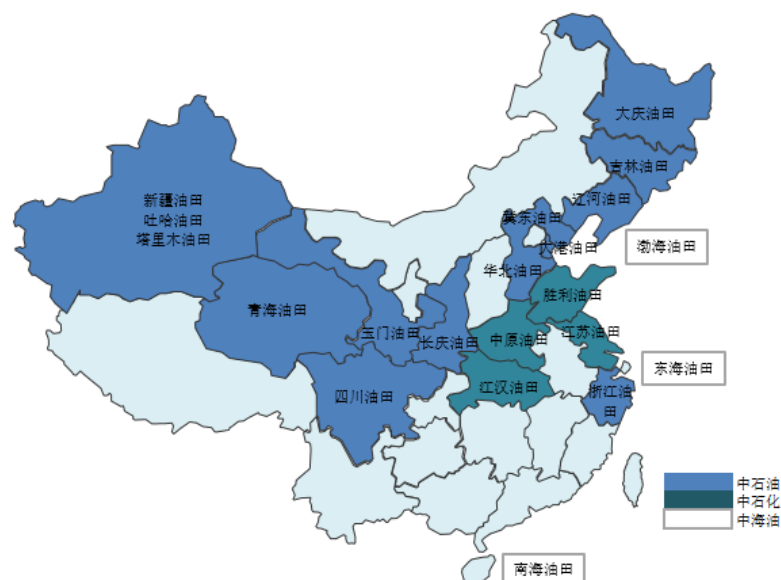 大庆油田
吉林油田
辽河油田
冀东油田
大港油田
渤海油田
新疆油田
吐哈油田
塔里木油田
华北油田
胜利油田
青海油田
玉门油田
长庆油田
中原油田
江苏油田
东海油田
四川油田
江汉油田
浙江油
田
中石油
中石化
中海油
南海油田